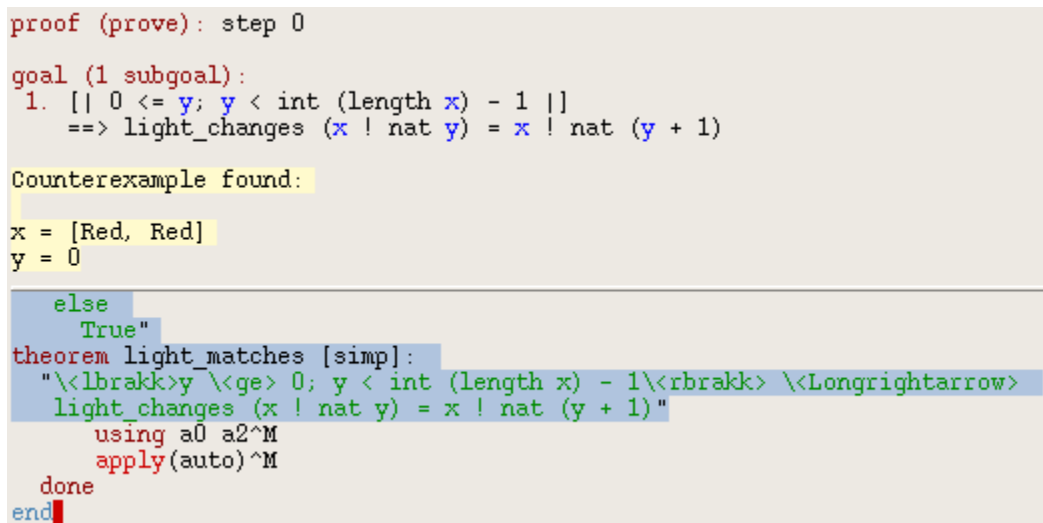 proof (prove): step 0
goal (1 subgoal):
 1. [| 0 <= y; y < int (length x) - 1 |]
    ==> light_changes (x ! nat y) = x ! nat (y + 1)
Counterexample found:
x = [Red, Red]
y = 0
   else
     True"
theorem light_matches [simp]:
  "\<lbrakk>y \<ge> 0; y < int (length x) - 1\<rbrakk> \<Longrightarrow>
   light_changes (x ! nat y) = x ! nat (y + 1)"
      using a0 a2^M
      apply(auto)^M
  done
end